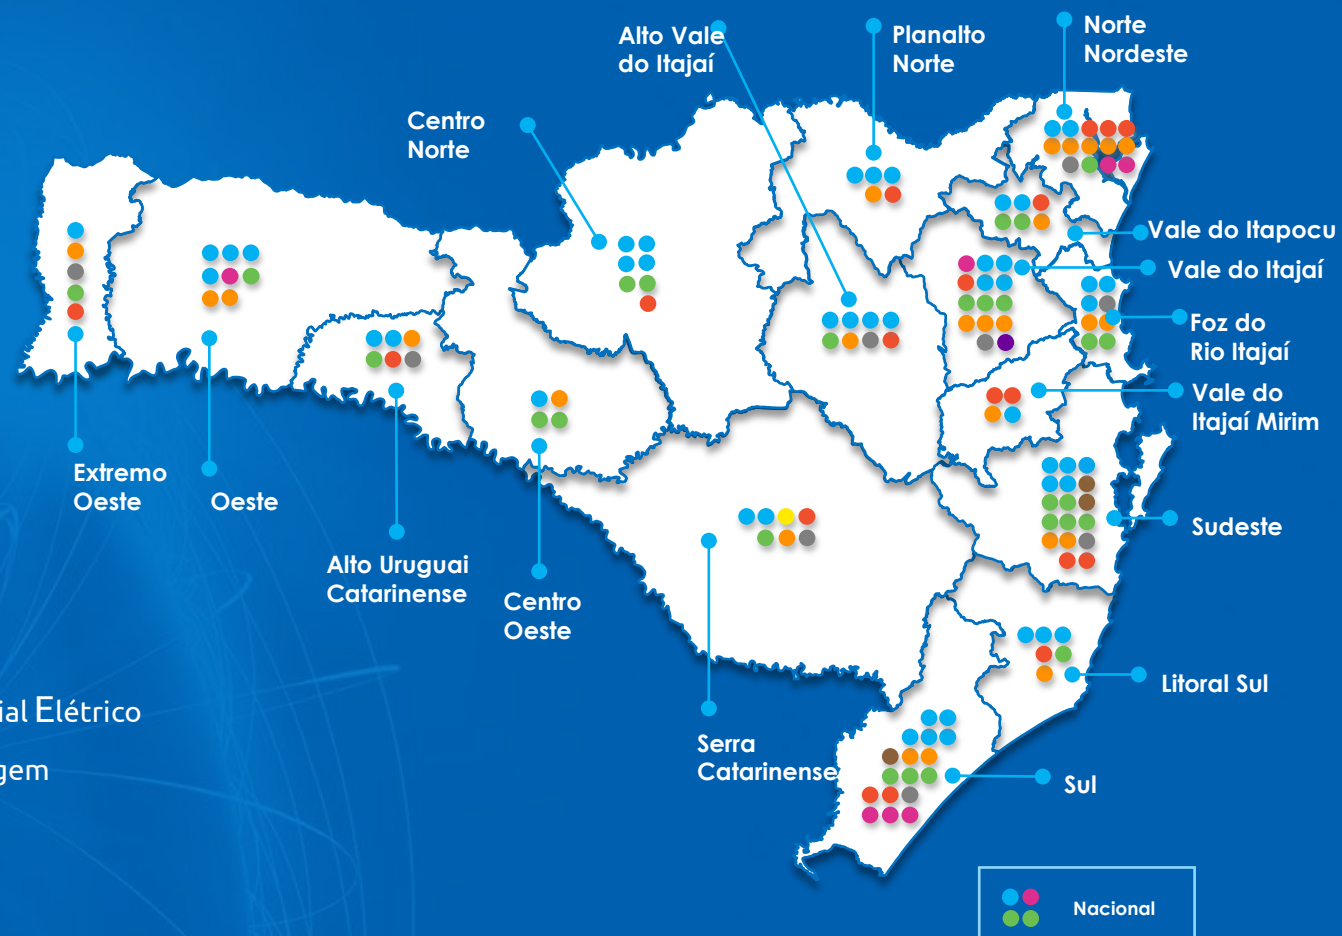 Alto Vale
do Itajaí
Planalto
Norte
Norte
Nordeste
Centro
Norte
Vale do Itapocu
Vale do Itajaí
Foz do
Rio Itajaí
Vale do
Itajaí Mirim
Extremo
Oeste
Oeste
Sudeste
Alto Uruguai
Catarinense
Centro
Oeste
Litoral Sul
Elétrico
Serra
Catarinense
Sul
Nacional